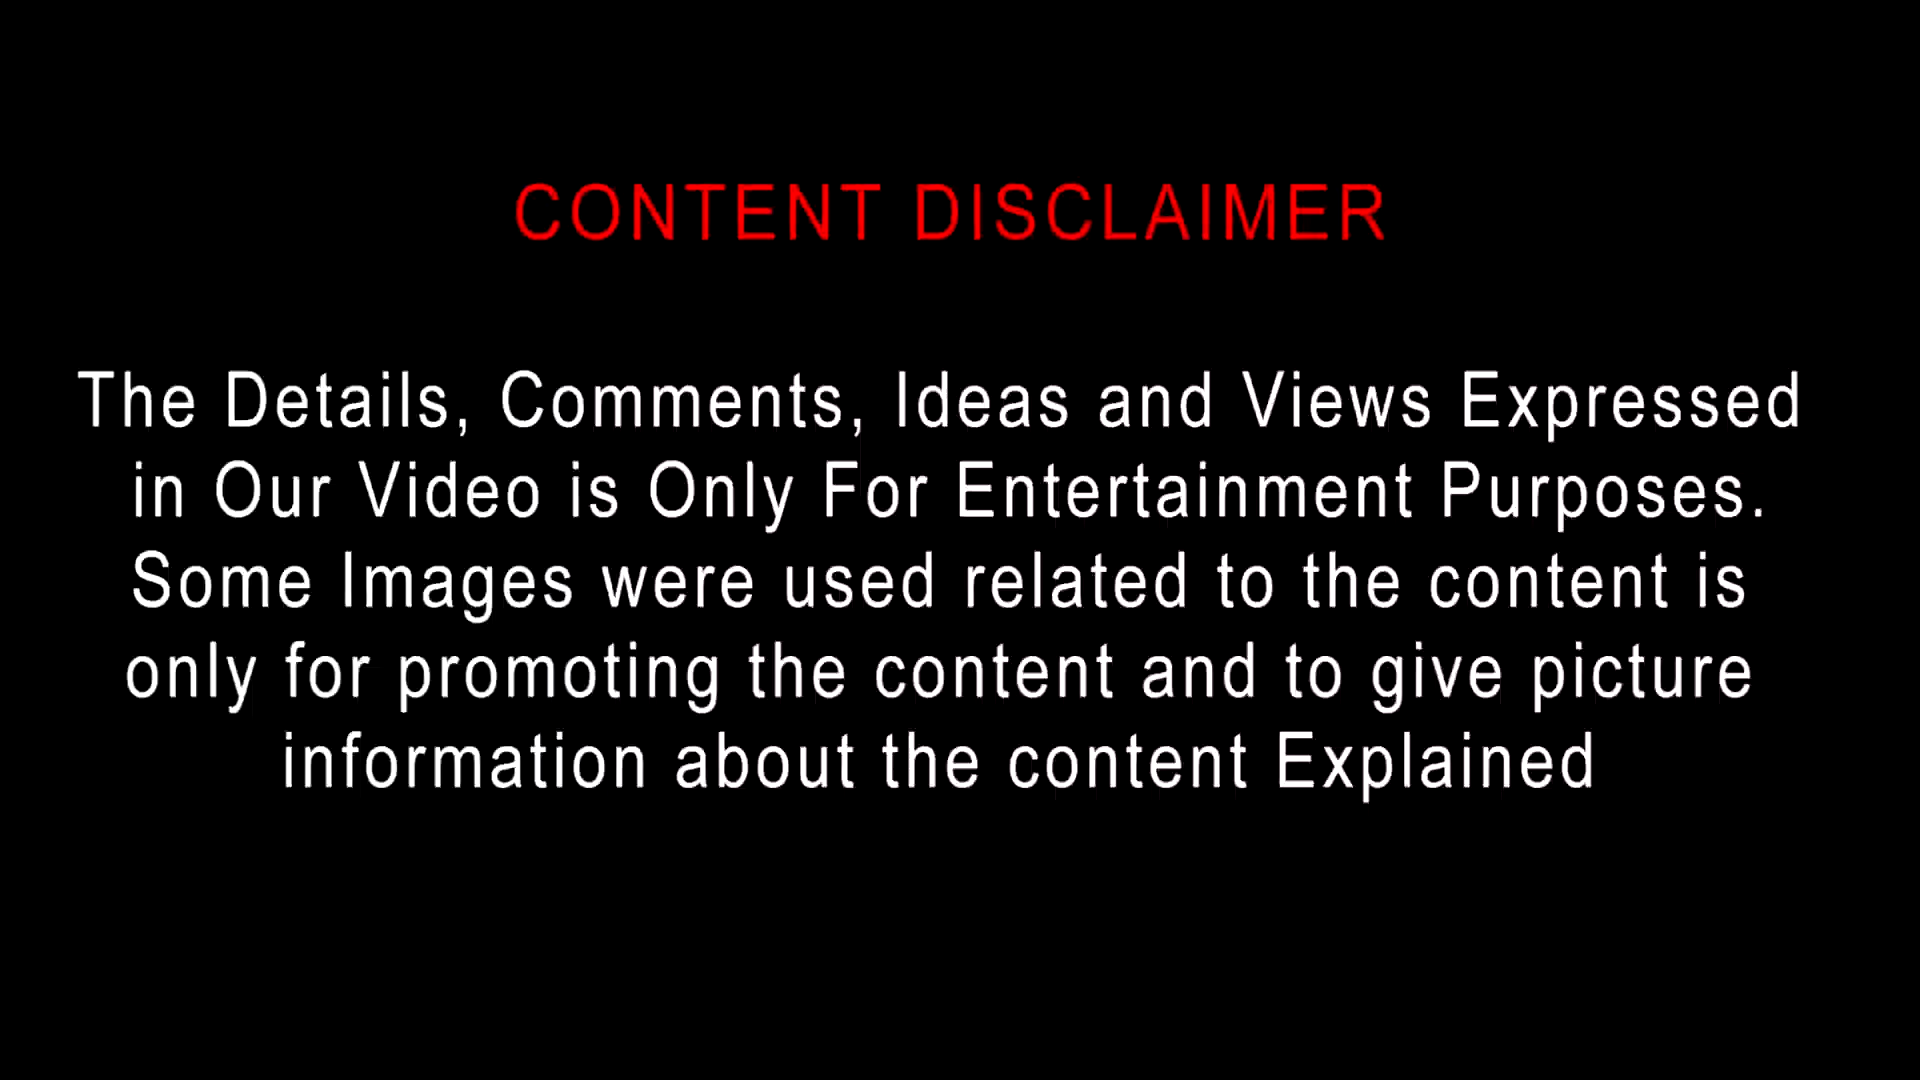 CONTENT DISCLAIMER
The Details, Comments, Ideas and Views Expressed
in Our Video is Only For Entertainment Purposes.
Some Images were used related to the content is
only for promoting the content and to give picture
information about the content Explained